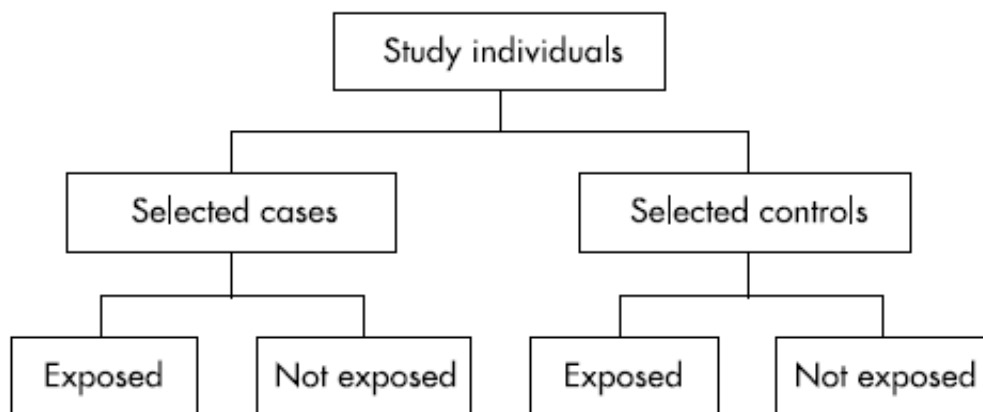 Study individuals
Selected cases
Selected controls
Exposed
Not exposed
Exposed
Not exposed